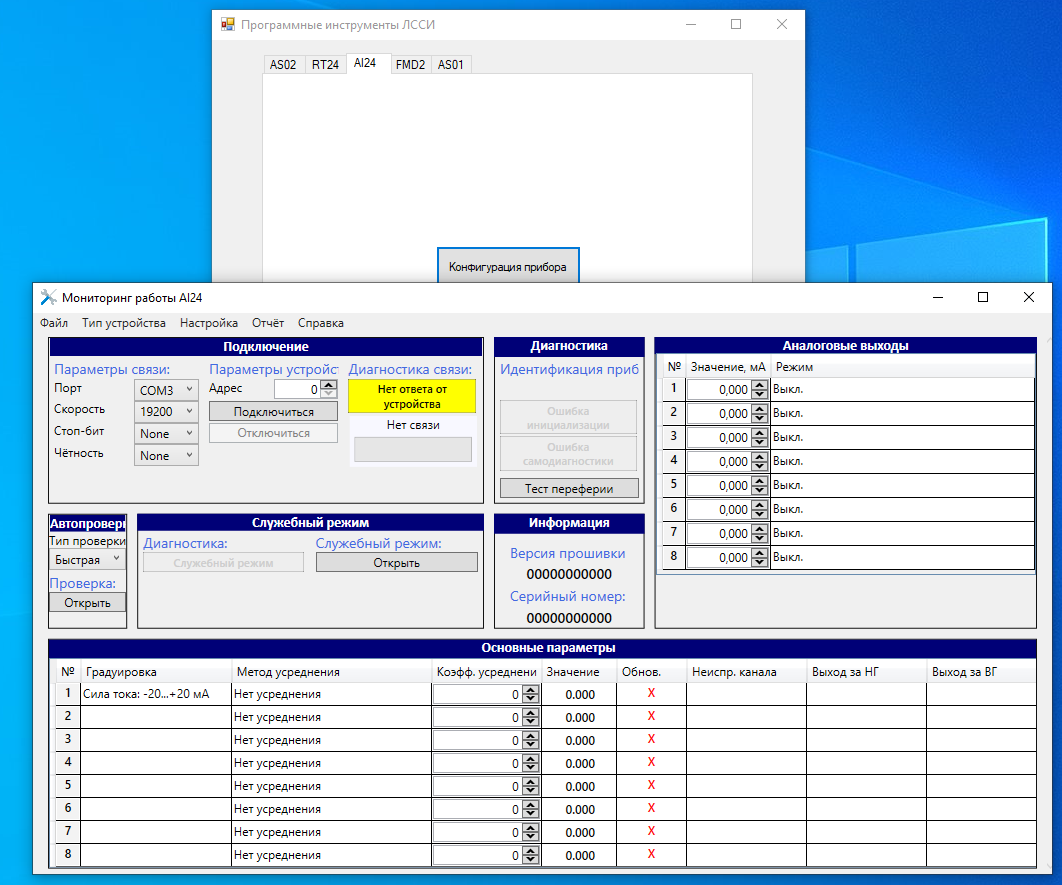 Программные инструменты ЛССИ
AS02 RT24 AI24 FMD2 AS01
Конфигурация прибора
Мониторинг работы AI24
Файл Тип устройства Настройка Отчёт Справка
Подключение
Параметры связи: Параметры устройст Диагностика связи:
Порт COM3 Адрес 0 Нет ответа от
устройства
Скорость 19200 Подключиться
Стоп-бит None Отключиться Нет связи
Чётность None
Диагностика
Идентификация приб
Ошибка
инициализации
Ошибка
самодиагностики
Тест переферии
Аналоговые выходы
№ Значение, мА Режим
1 0,000 Выкл.
2 0,000 Выкл.
3 0,000 Выкл.
4 0,000 Выкл.
5 0,000 Выкл.
6 0,000 Выкл.
7 0,000 Выкл.
8 0,000 Выкл.
Автопровер
Тип проверки
Быстрая
Проверка:
Открыть
Служебный режим
Диагностика: Служебный режим:
Служебный режим Открыть
Информация
Версия прошивки
00000000000
Серийный номер:
00000000000
Основные параметры
№ Градуировка Метод усреднения Коэфф. усреднени Значение Обнов. Неиспр. канала Выход за НГ Выход за ВГ
1 Сила тока: -20...+20 мА Нет усреднения 0 0.000 X
2 Нет усреднения 0 0.000 X
3 Нет усреднения 0 0.000 X
4 Нет усреднения 0 0.000 X
5 Нет усреднения 0 0.000 X
6 Нет усреднения 0 0.000 X
7 Нет усреднения 0 0.000 X
8 Нет усреднения 0 0.000 X